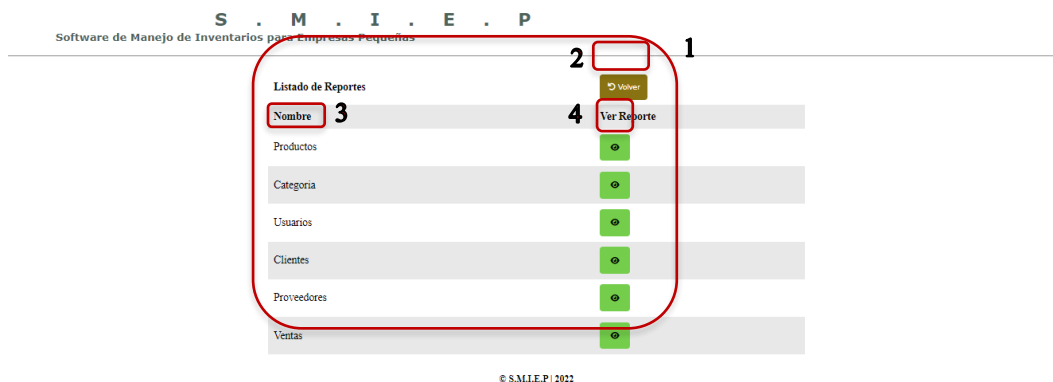 S . M . I . E . P
Software de Manejo de Inventarios para Empresas Pequeñas
1
2
Listado de Reportes Volver
Nombre 3 4 Ver Reporte
Productos
Categoria
Usuarios
Clientes
Proveedores
Ventas
© S.M.I.E.P | 2022